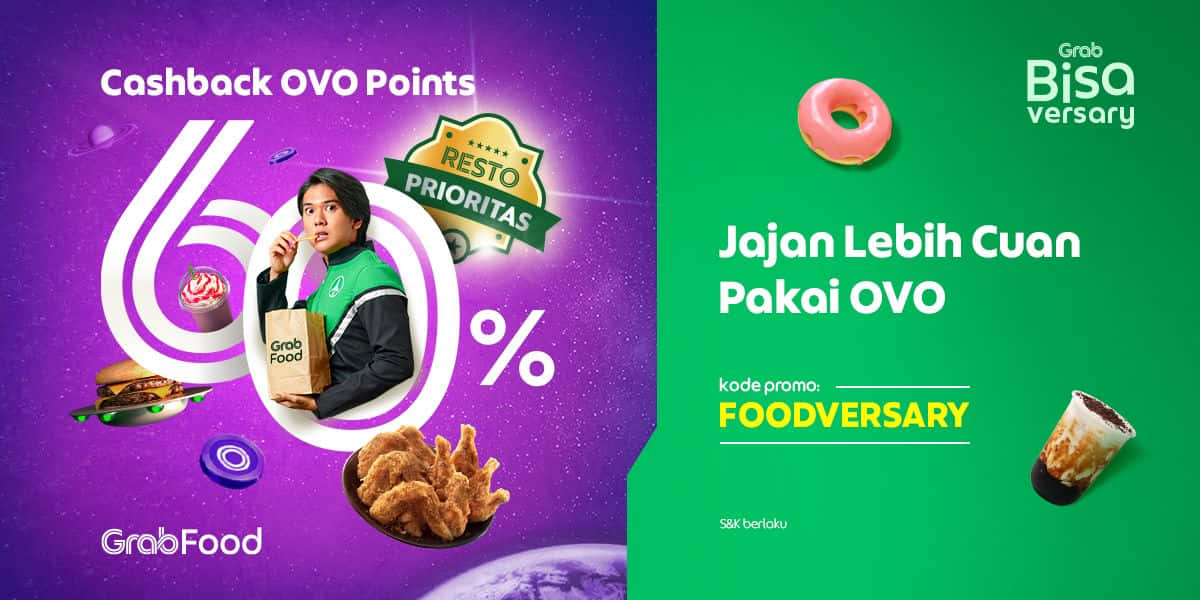 Cashback OVO Points
60%
RESTO
PRIORITAS
Grab
Food
GrabFood
Grab
Bisa
versary
Jajan Lebih Cuan
Pakai OVO
kode promo:
FOODVERSARY
S&K berlaku